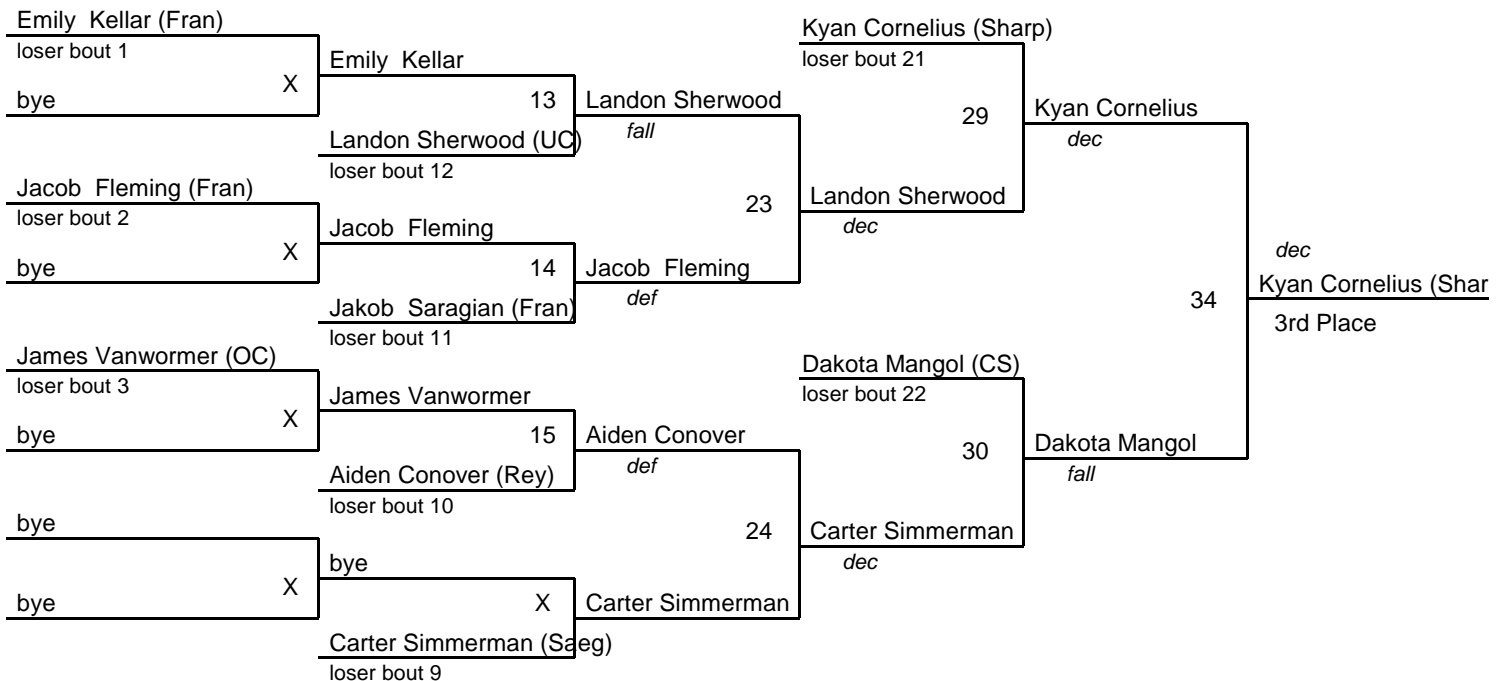 Emily Kellar (Fran)
loser bout 1
X
bye
Emily Kellar
13
Landon Sherwood (UC)
loser bout 12
Landon Sherwood
fall
Jacob Fleming (Fran)
loser bout 2
X
bye
Jacob Fleming
14
Jakob Saragian (Fran)
loser bout 11
Jacob Fleming
def
23
James Vanwormer (OC)
loser bout 3
X
bye
James Vanwormer
15
Aiden Conover (Rey)
loser bout 10
Aiden Conover
def
bye
X
bye
bye
X
Carter Simmerman (Saeg)
loser bout 9
Carter Simmerman
24
Kyan Cornelius (Sharp)
loser bout 21
29
Landon Sherwood
dec
Kyan Cornelius
dec
Dakota Mangol (CS)
loser bout 22
30
Carter Simmerman
dec
Dakota Mangol
fall
34
dec
Kyan Cornelius (Shar
3rd Place